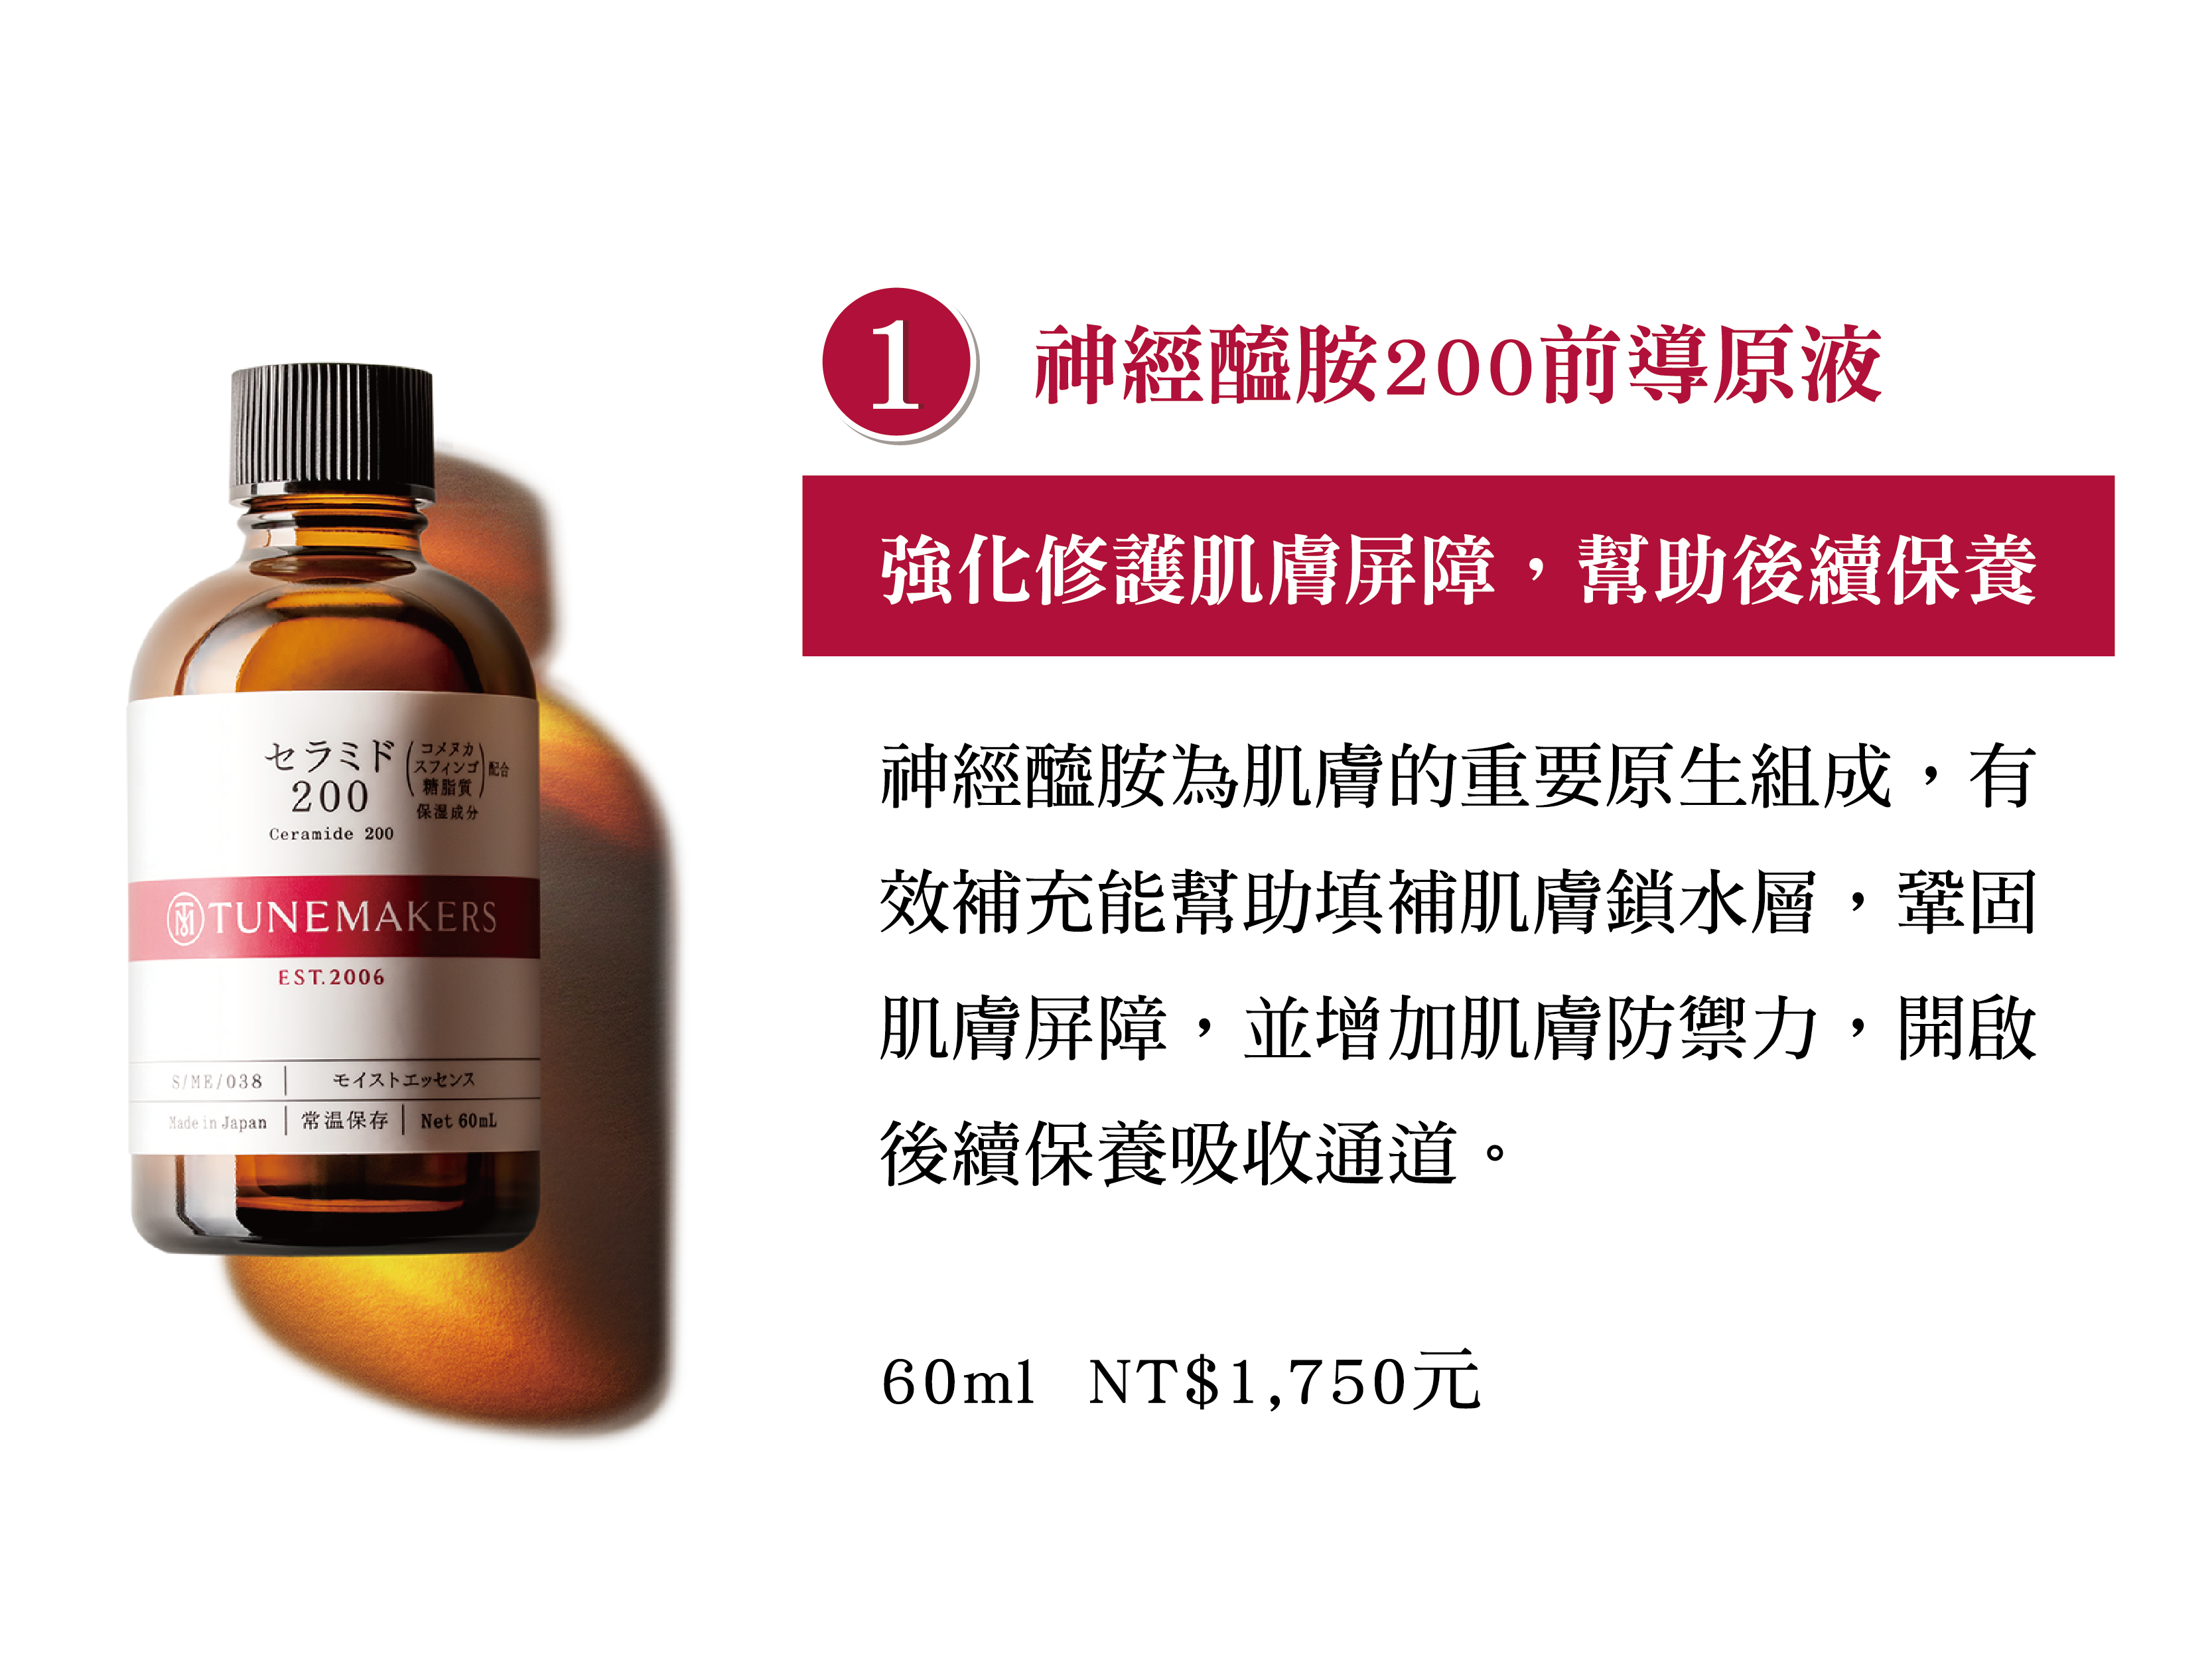 セラミド
200
(コメヌカ
スフィンゴ
糖脂質)配合
保湿成分
Ceramide 200
TM TUNEMAKERS
EST.2006
S/ME/038 モイストエッセンス
Made in Japan 常温保存 Net 60mL
1 神經醯胺200前導原液
強化修護肌膚屏障，幫助後續保養
神經醯胺為肌膚的重要原生組成，有
效補充能幫助填補肌膚鎖水層，鞏固
肌膚屏障，並增加肌膚防禦力，開啟
後續保養吸收通道。
60ml NT$1,750元